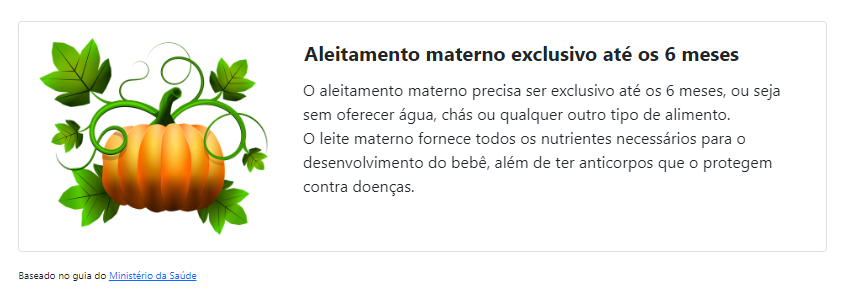 Aleitamento materno exclusivo até os 6 meses
O aleitamento materno precisa ser exclusivo até os 6 meses, ou seja
sem oferecer água, chás ou qualquer outro tipo de alimento.
O leite materno fornece todos os nutrientes necessários para o
desenvolvimento do bebê, além de ter anticorpos que o protegem
contra doenças.
Baseado no guia do Ministério da Saúde